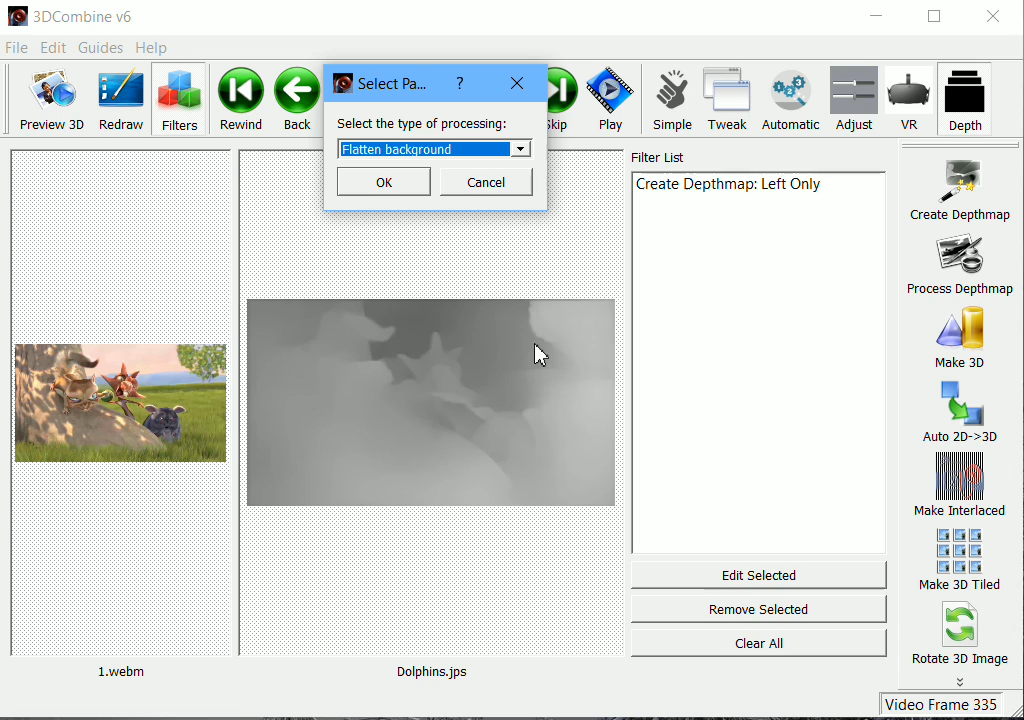 3DCombine v6
File Edit Guides Help
Preview 3D
Redraw
Filters
Rewind
Back
Skip
Play
Simple
Tweak
Automatic
Adjust
VR
Depth
Select Pa... ?
Select the type of processing:
Flatten background
OK
Cancel
Filter List
Create Depthmap: Left Only
Edit Selected
Remove Selected
Clear All
Create Depthmap
Process Depthmap
Make 3D
Auto 2D->3D
Make Interlaced
Make 3D Tiled
Rotate 3D Image
1.webm
Dolphins.jps
Video Frame 335